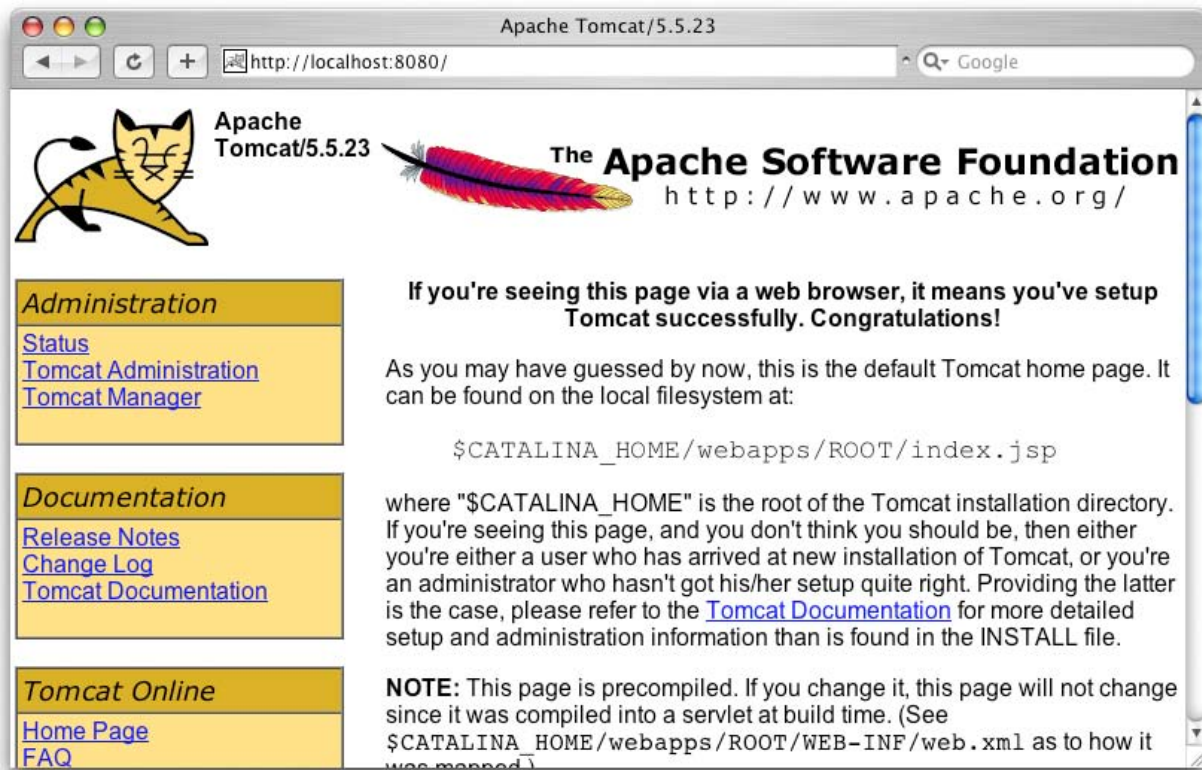 Apache Tomcat/5.5.23
http://localhost:8080/
Google
Apache
Tomcat/5.5.23
The Apache Software Foundation
http://www.apache.org/
Administration
Status
Tomcat Administration
Tomcat Manager
Documentation
Release Notes
Change Log
Tomcat Documentation
Tomcat Online
Home Page
FAQ
If you're seeing this page via a web browser, it means you've setup
Tomcat successfully. Congratulations!
As you may have guessed by now, this is the default Tomcat home page. It
can be found on the local filesystem at:
$CATALINA_HOME/webapps/ROOT/index.jsp
where "$CATALINA_HOME" is the root of the Tomcat installation directory.
If you're seeing this page, and you don't think you should be, then either
you're either a user who has arrived at new installation of Tomcat, or you're
an administrator who hasn't got his/her setup quite right. Providing the latter
is the case, please refer to the Tomcat Documentation for more detailed
setup and administration information than is found in the INSTALL file.
NOTE: This page is precompiled. If you change it, this page will not change
since it was compiled into a servlet at build time. (See
$CATALINA_HOME/webapps/ROOT/WEB-INF/web.xml as to how it
was mapped.)